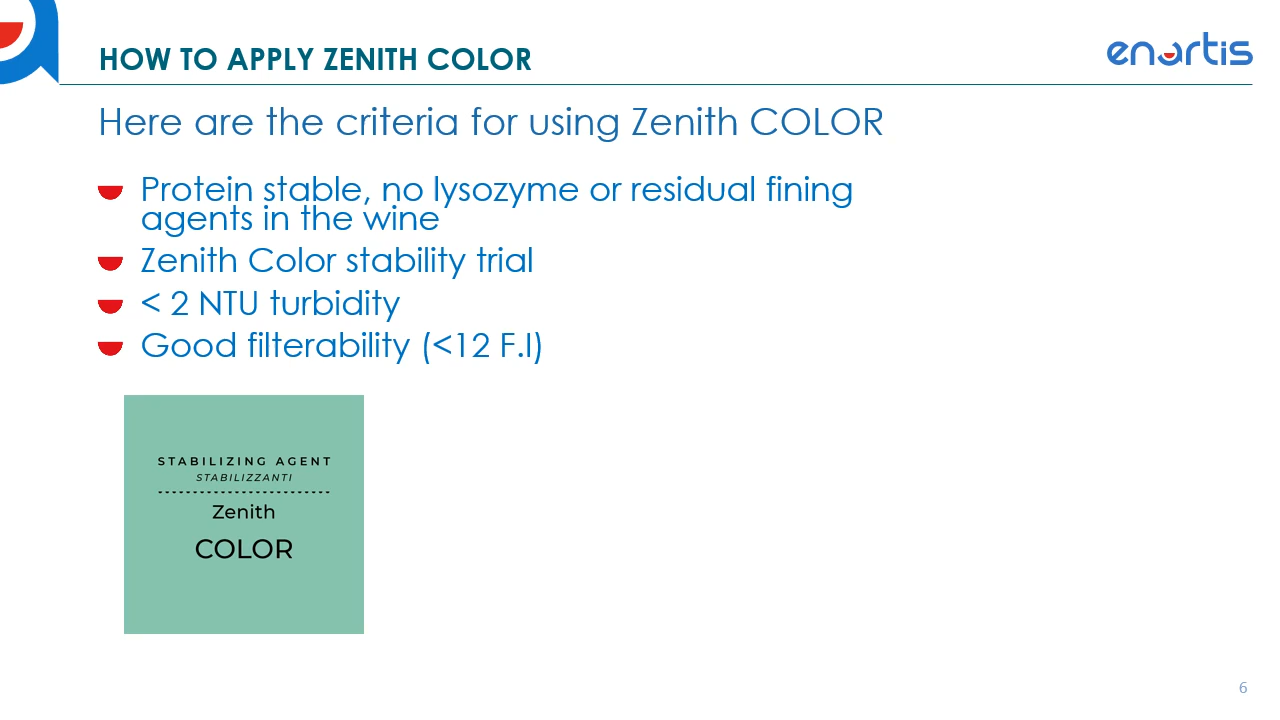 HOW TO APPLY ZENITH COLOR
enartis
Here are the criteria for using Zenith COLOR
Protein stable, no lysozyme or residual fining
agents in the wine
Zenith Color stability trial
< 2 NTU turbidity
Good filterability (<12 F.I)
STABILIZING AGENT
STABILIZZANTI
Zenith
COLOR
6